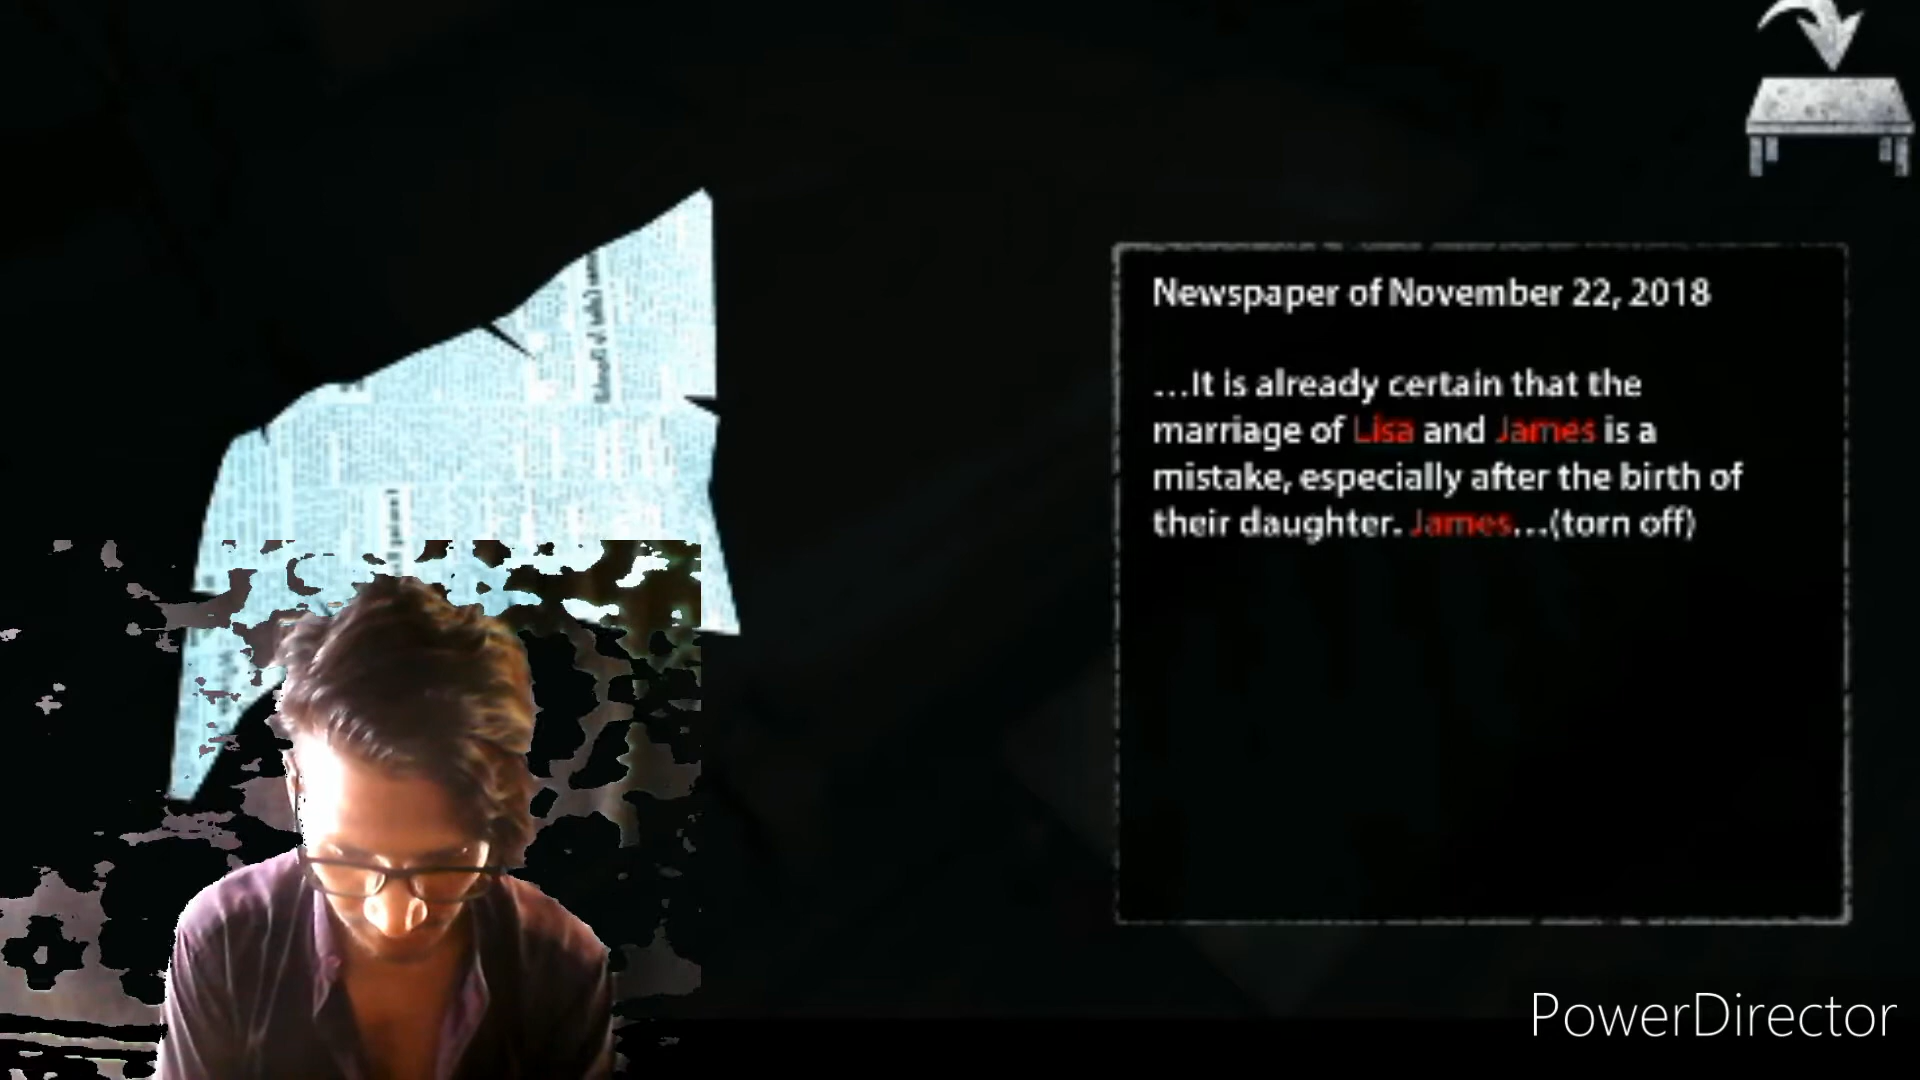 Newspaper of November 22, 2018
...It is already certain that the
marriage of Lisa and James is a
mistake, especially after the birth of
their daughter. James...(torn off)
PowerDirector